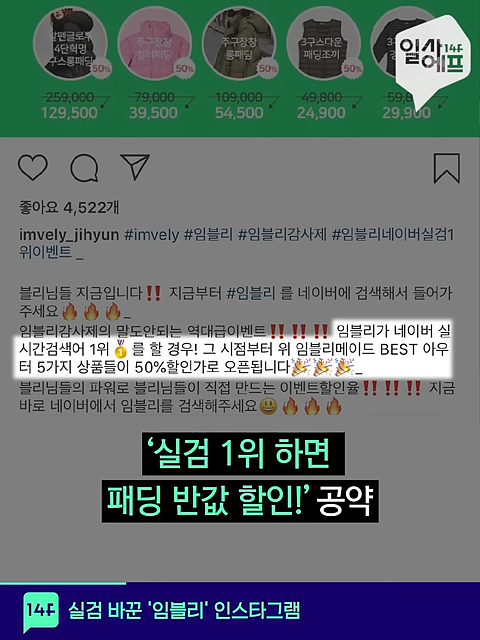 알펜글로우
4단혁명
구스롱패딩
50%
주구장창
컬러패딩
50%
주구장창
롱패딩
50%
3구스다운
패딩조끼
50%
일사
에프
14F
259,000
129,500
79,000
39,500
109,000
54,500
49,800
24,900
29,900
좋아요 4,522개
imvely_jihyun #imvely #임블리 #임블리감사제 #임블리네이버실검1
위이벤트 _
블리님들 지금입니다‼️ 지금부터 #임블리 를 네이버에 검색해서 들어가
주세요🔥🔥🔥_
임블리감사제의 말도안되는 역대급이벤트‼️‼️‼️ 임블리가 네이버 실
시간검색어 1위🏅를 할 경우! 그 시점부터 위 임블리메이드 BEST 아우
터 5가지 상품들이 50%할인가로 오픈됩니다🎉🎉🎉_
블리님들의 파워로 블리님들이 직접 만드는 이벤트할인율‼️‼️‼️ 지금
바로 네이버에서 임블리를 검색해주세요😃🔥🔥🔥
‘실검 1위 하면
패딩 반값 할인!’ 공약
14F 실검 바꾼 '임블리' 인스타그램